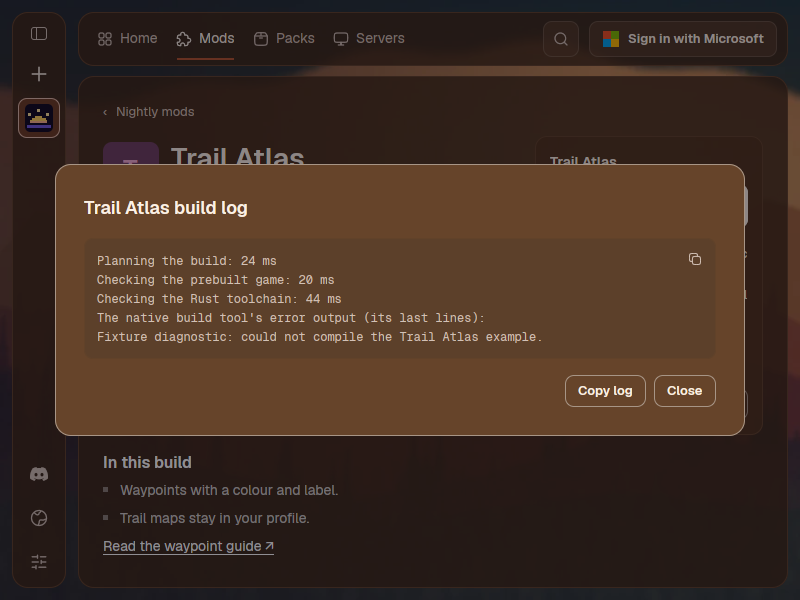 Home
Mods
Packs
Servers
Sign in with Microsoft
‹ Nightly mods
Trail Atlas
Trail Atlas
Trail Atlas build log
Planning the build: 24 ms
Checking the prebuilt game: 20 ms
Checking the Rust toolchain: 44 ms
The native build tool's error output (its last lines):
Fixture diagnostic: could not compile the Trail Atlas example.
Copy log
Close
In this build
Waypoints with a colour and label.
Trail maps stay in your profile.
Read the waypoint guide ↗